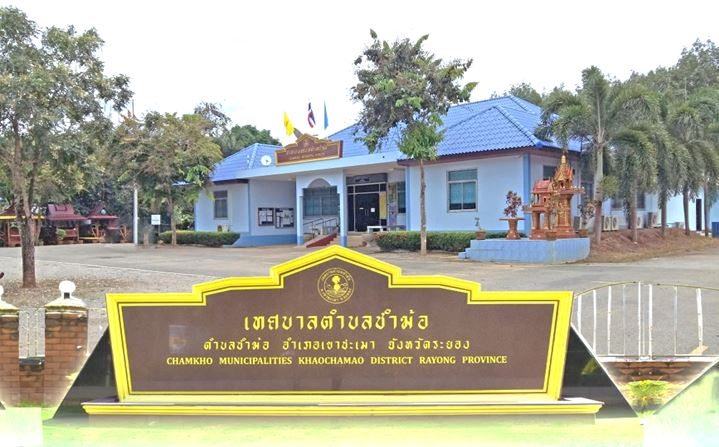 เทศบาลตำบลชำฆ้อ
ตำบลชำฆ้อ อำเภอเขาชะเมา จังหวัดระยอง
CHAMKHO MUNICIPALITIES KHAOCHAMAO DISTRICT RAYONG PROVINCE